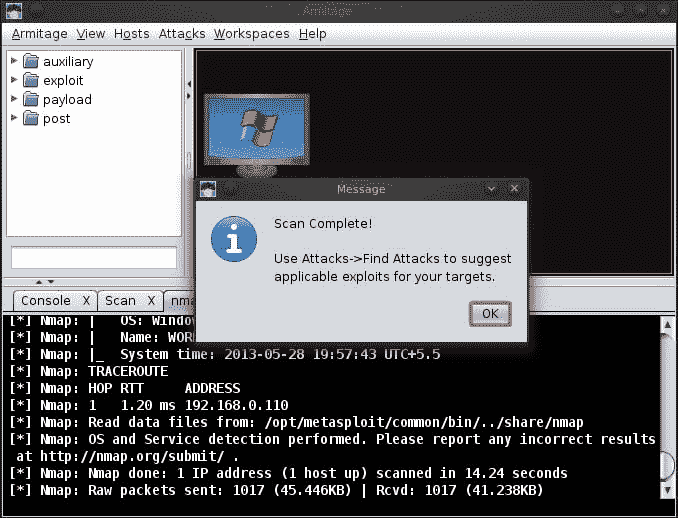 Armitage
Armitage View Hosts Attacks Workspaces Help
auxiliary
exploit
payload
post
Message
Scan Complete!
Use Attacks->Find Attacks to suggest
applicable exploits for your targets.
OK
Console X Scan X
[*] Nmap: | OS:
[*] Nmap: | Name:
[*] Nmap: |_ System time: 2013-05-28 19:57:43 UTC+5.5
[*] Nmap: TRACEROUTE
[*] Nmap: HOP RTT ADDRESS
[*] Nmap: 1 1.20 ms 192.168.0.110
[*] Nmap: Read data files from: /opt/metasploit/common/bin/../share/nmap
[*] Nmap: OS and Service detection performed. Please report any incorrect results
at http://nmap.org/submit/ .
[*] Nmap: Nmap done: 1 IP address (1 host up) scanned in 14.24 seconds
[*] Nmap: Raw packets sent: 1017 (45.446KB) | Rcvd: 1017 (41.238KB)